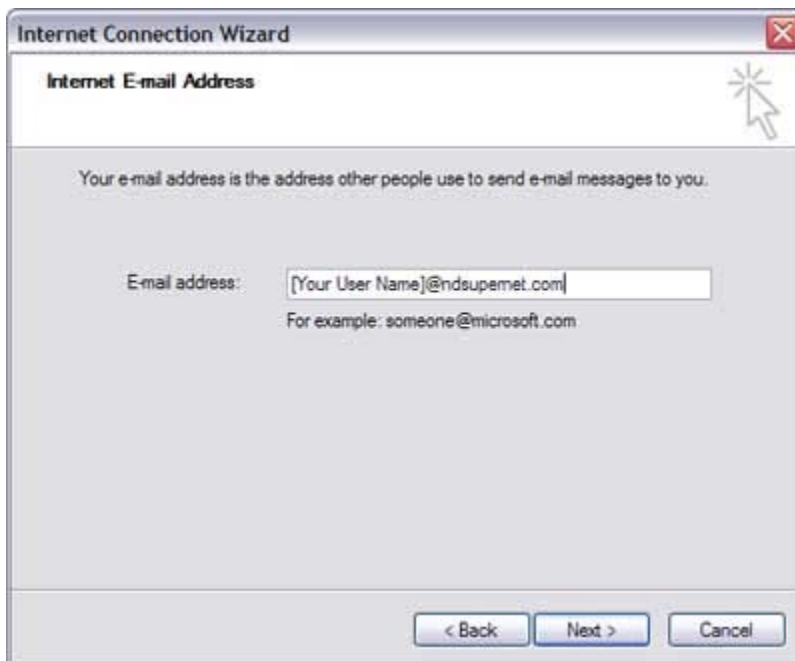 Internet Connection Wizard
Internet E-mail Address
Your e-mail address is the address other people use to send e-mail messages to you.
E-mail address: [Your User Name]@ndsupernet.com
For example: someone@microsoft.com
< Back Next > Cancel